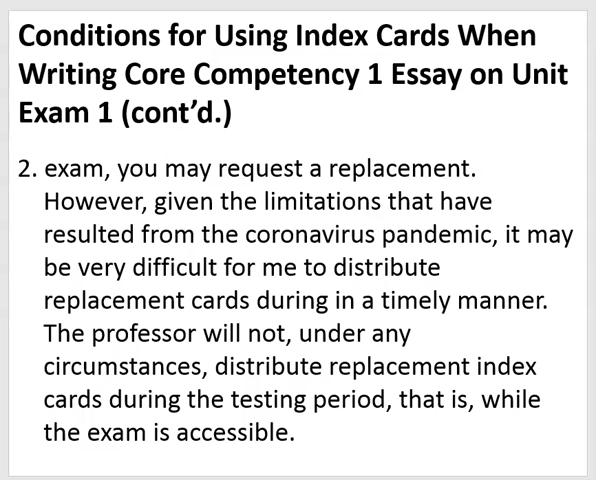 Conditions for Using Index Cards When
Writing Core Competency 1 Essay on Unit
Exam 1 (cont’d.)
2. exam, you may request a replacement.
However, given the limitations that have
resulted from the coronavirus pandemic, it may
be very difficult for me to distribute
replacement cards during in a timely manner.
The professor will not, under any
circumstances, distribute replacement index
cards during the testing period, that is, while
the exam is accessible.